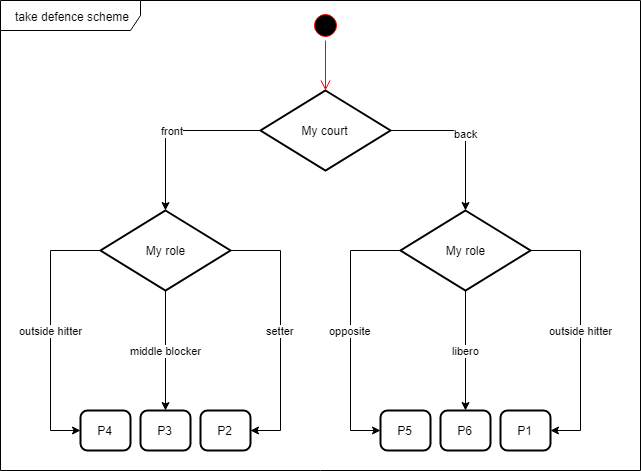 take defence scheme
My court
front
back
My role
My role
outside hitter
setter
opposite
outside hitter
middle blocker
libero
P4
P3
P2
P5
P6
P1